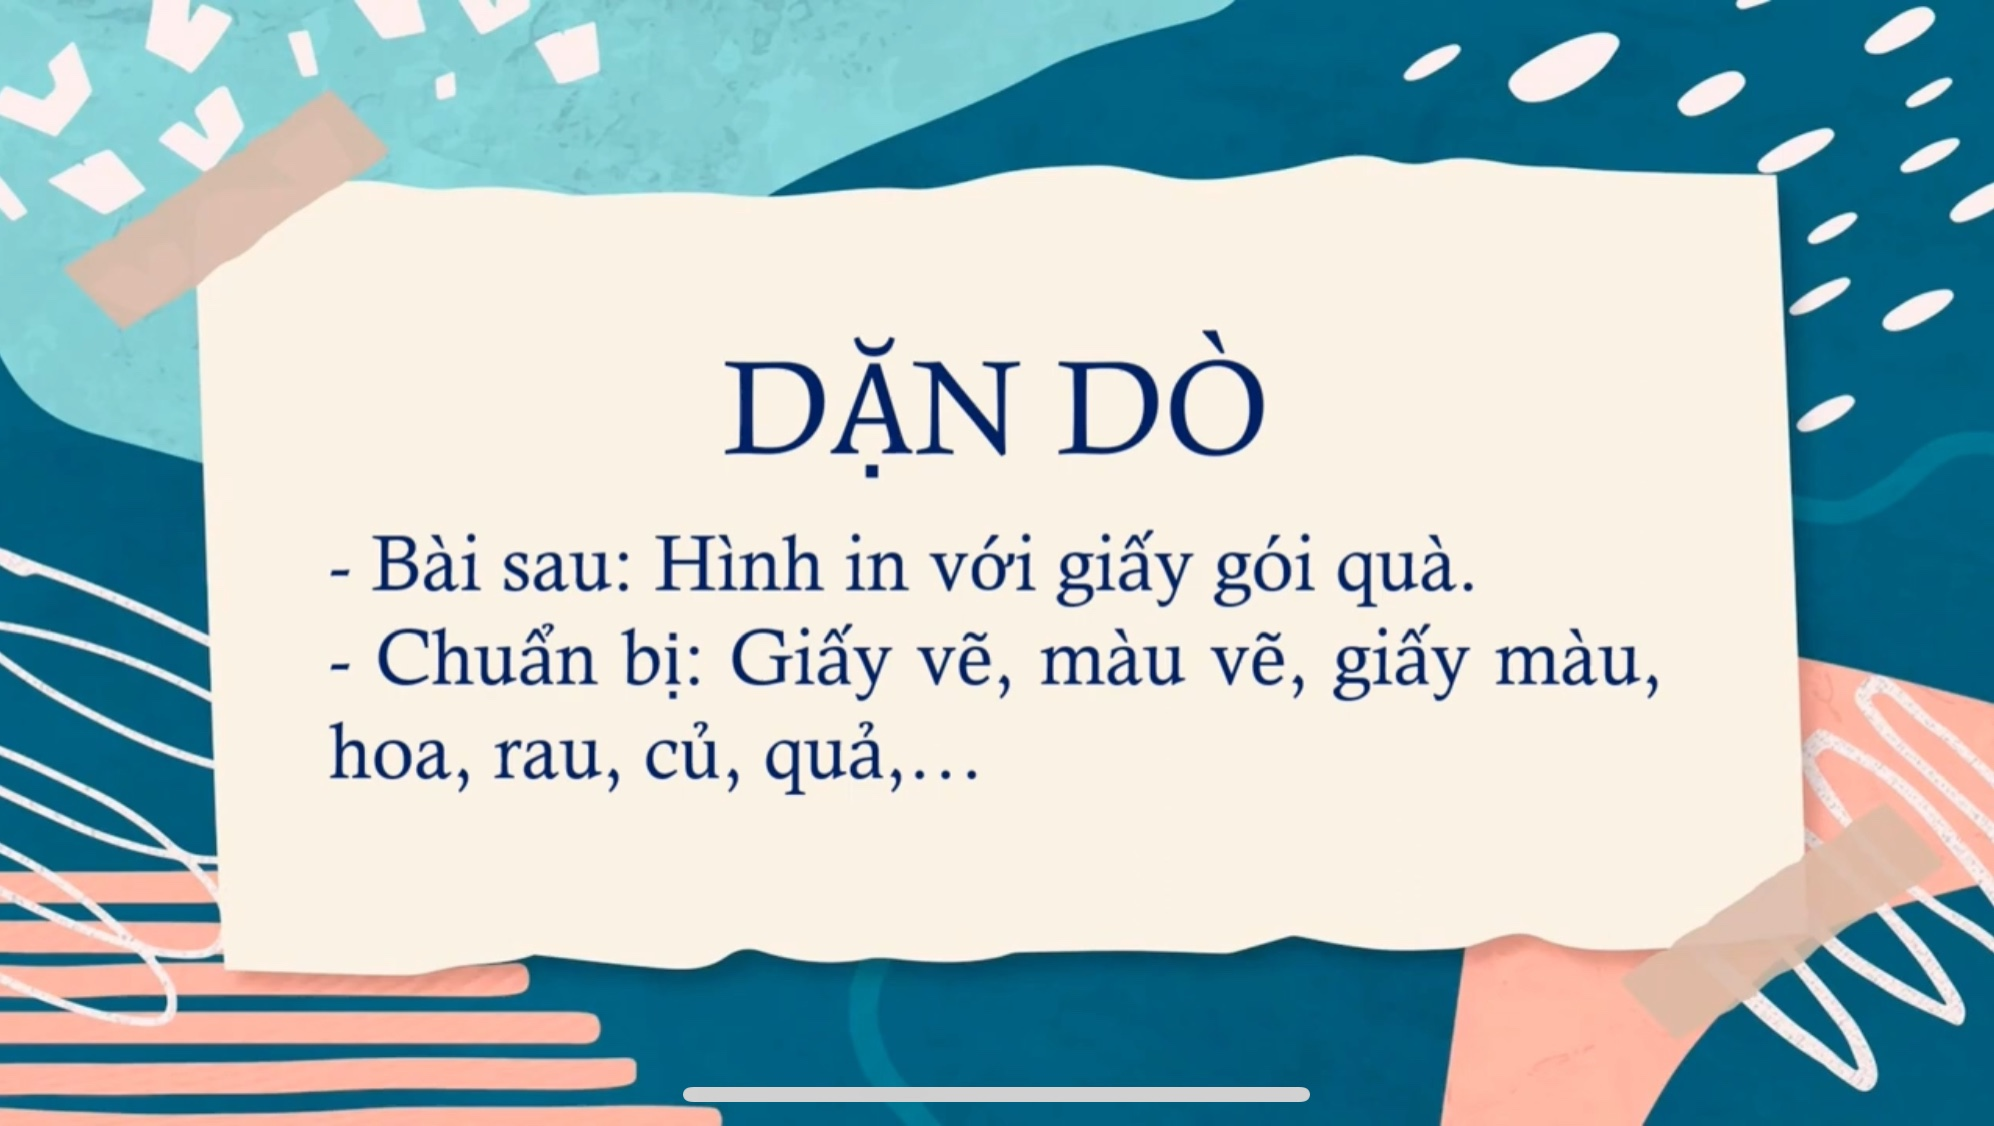 DẶN DÒ
- Bài sau: Hình in với giấy gói quà.
- Chuẩn bị: Giấy vẽ, màu vẽ, giấy màu,
hoa, rau, củ, quả,…